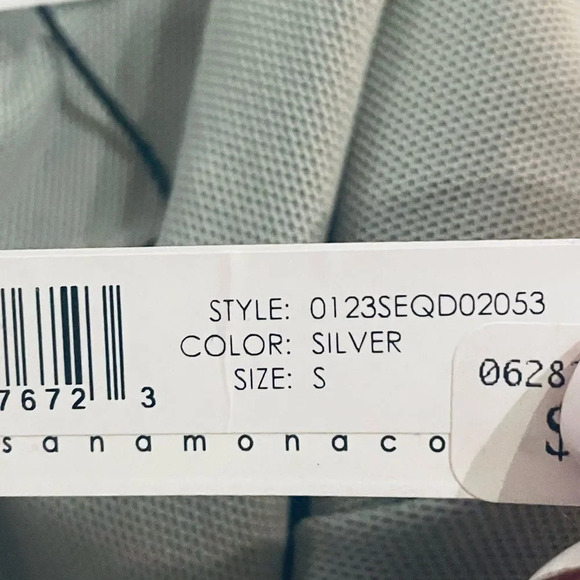 STYLE: 0123SEQD02053
COLOR: SILVER
SIZE: S
7672 3
sanamonaco
0628
$